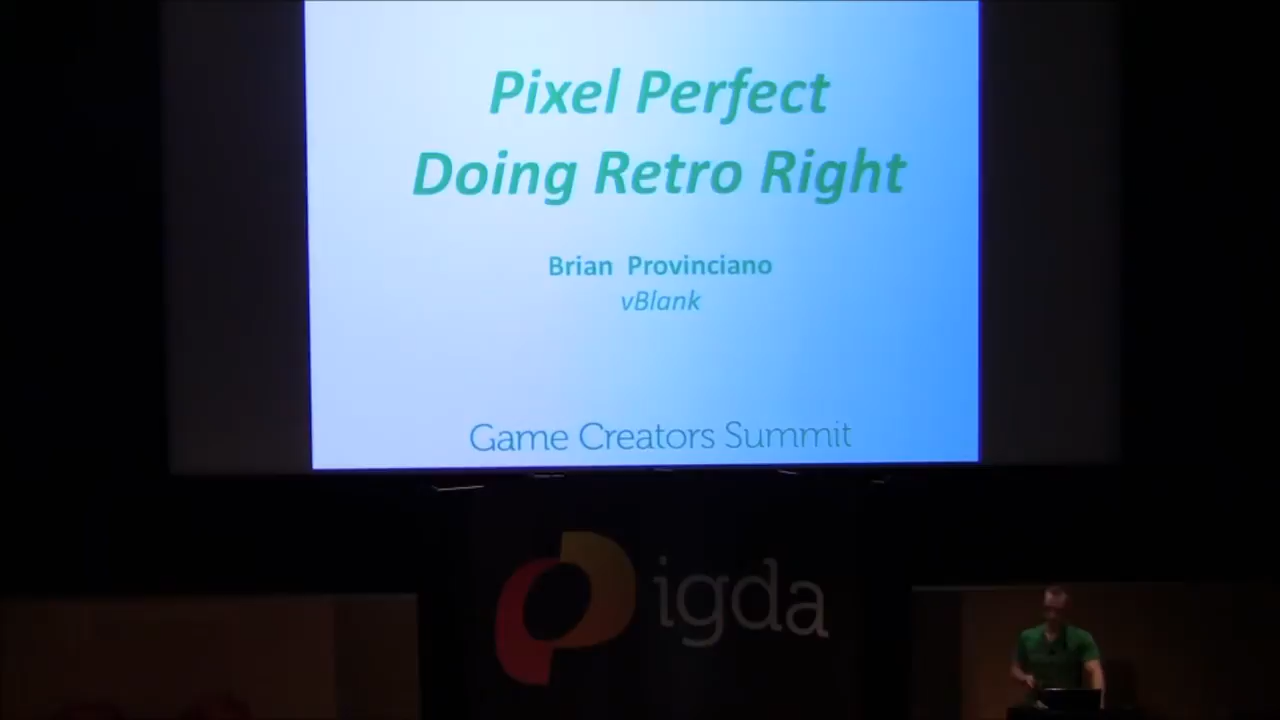 Pixel Perfect
Doing Retro Right
Brian Provinciano
vBlank
Game Creators Summit
igda